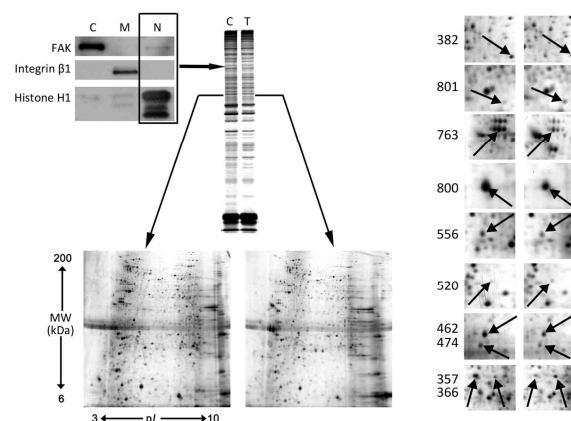 C M N
FAK
Integrin β1
Histone H1
C T
200
MW
(kDa)
6
3 pI 10
382
801
763
800
556
520
462
474
357
366